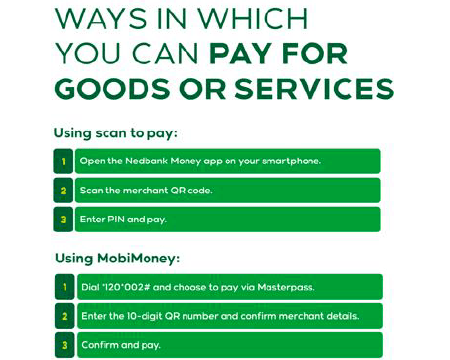 WAYS IN WHICH
YOU CAN PAY FOR
GOODS OR SERVICES
Using scan to pay:
1 Open the Nedbank Money app on your smartphone.
2 Scan the merchant QR code.
3 Enter PIN and pay.
Using MobiMoney:
1 Dial *120*002# and choose to pay via Masterpass.
2 Enter the 10-digit QR number and confirm merchant details.
3 Confirm and pay.